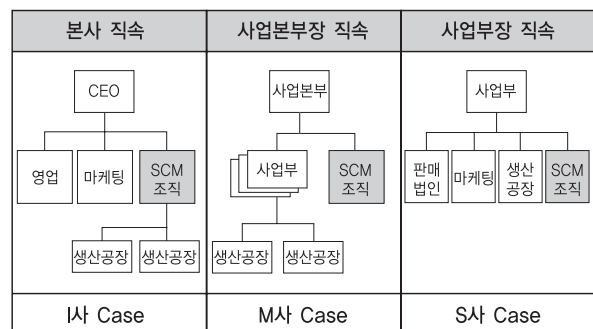 본사 직속
사업본부장 직속
사업부장 직속
CEO
영업
마케팅
SCM
조직
생산공장
생산공장
사업본부
사업부
SCM
조직
생산공장
생산공장
사업부
판매
법인
마케팅
생산
공장
SCM
조직
I사 Case
M사 Case
S사 Case